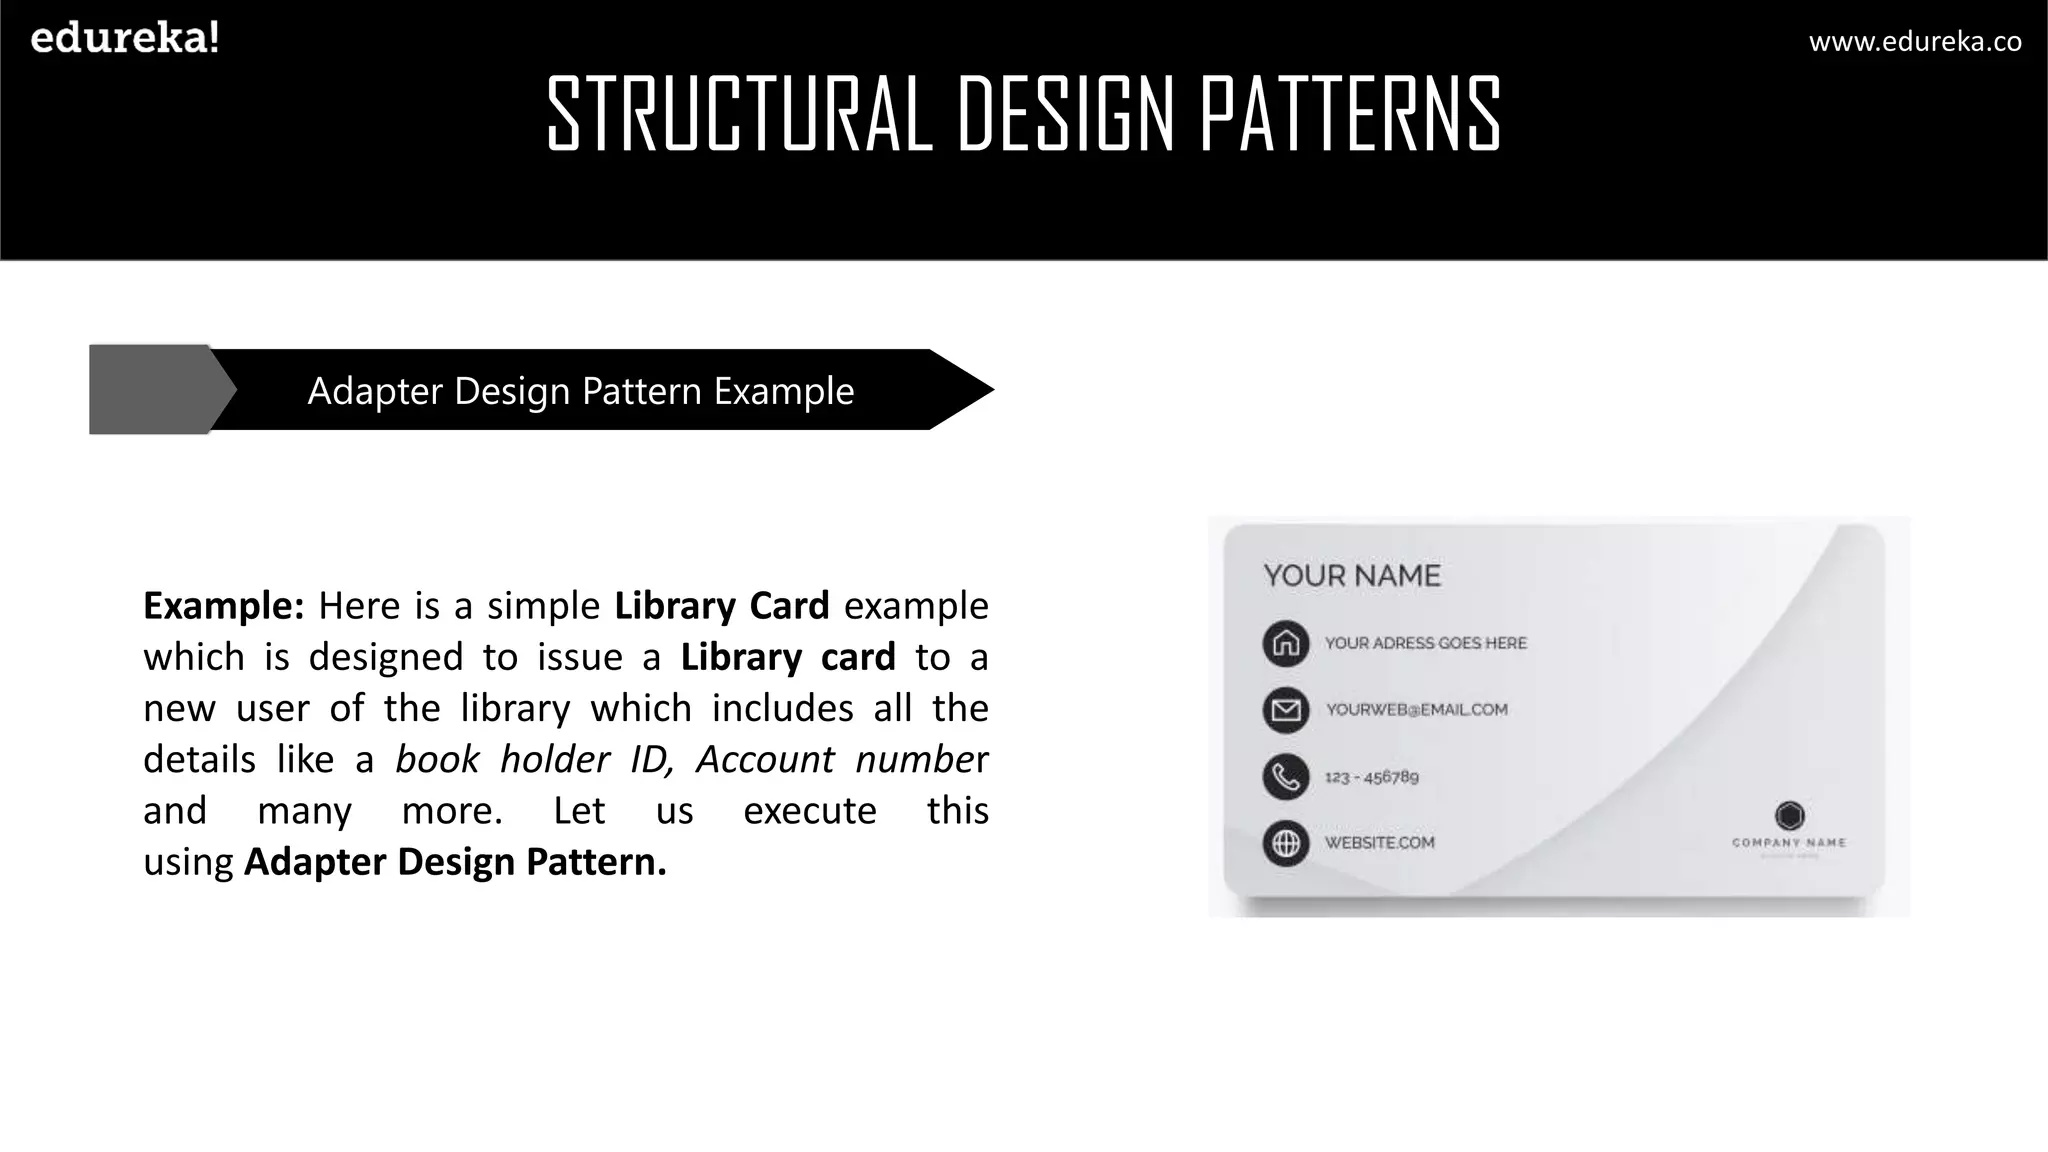 edureka!
www.edureka.co
STRUCTURAL DESIGN PATTERNS
Adapter Design Pattern Example
Example: Here is a simple Library Card example
which is designed to issue a Library card to a
new user of the library which includes all the
details like a book holder ID, Account number
and many more. Let us execute this
using Adapter Design Pattern.
YOUR NAME
YOUR ADRESS GOES HERE
YOURWEB@EMAIL.COM
123 - 456789
WEBSITE.COM
COMPANY NAME